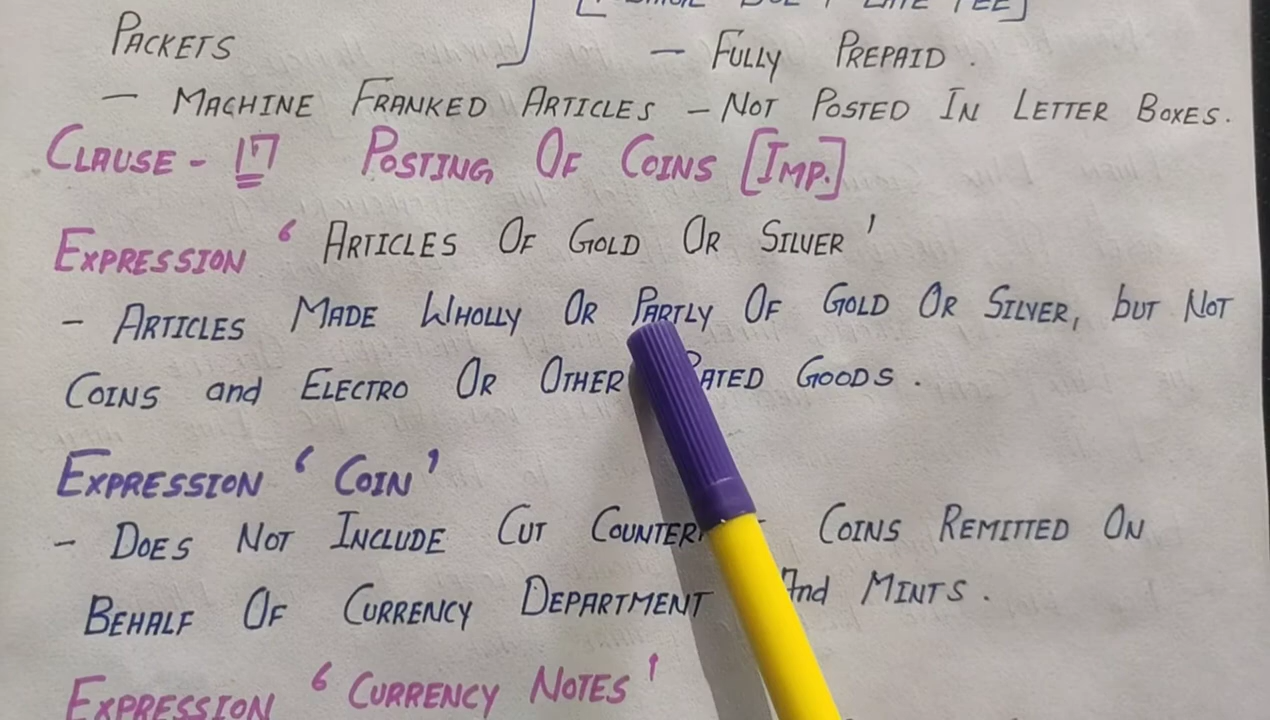 PACKETS
— FULLY PREPAID .
— MACHINE FRANKED ARTICLES — NOT POSTED IN LETTER BOXES.
CLAUSE - 17 POSTING OF COINS [IMP.]
EXPRESSION ' ARTICLES OF GOLD OR SILVER '
- ARTICLES MADE WHOLLY OR PARTLY OF GOLD OR SILVER, but NOT
COINS and ELECTRO OR OTHER GOODS .
EXPRESSION ' COIN '
- DOES NOT INCLUDE CUT COINS REMITTED ON
BEHALF OF CURRENCY DEPARTMENT And MINTS .
EXPRESSION ' CURRENCY NOTES '